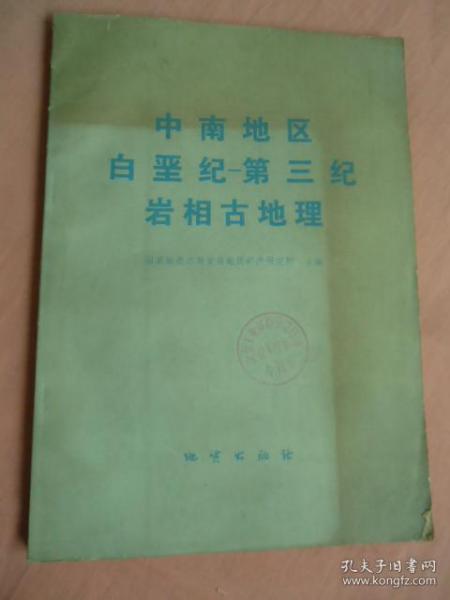 中南地区
白垩纪-第三纪
岩相古地理
地质出版社
孔夫子旧书网
www.kongfz.com